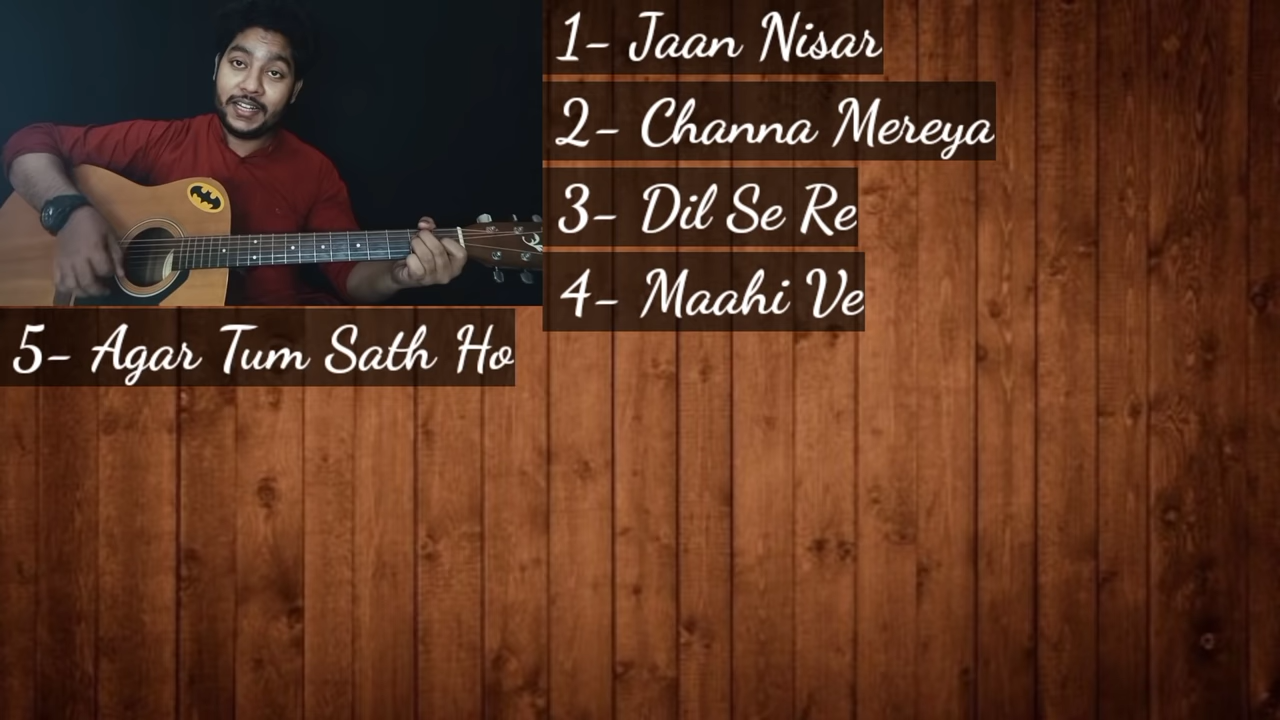 1- Jaan Nisar
2- Channa Mereya
3- Dil Se Re
4- Maahi Ve
5- Agar Tum Sath Ho